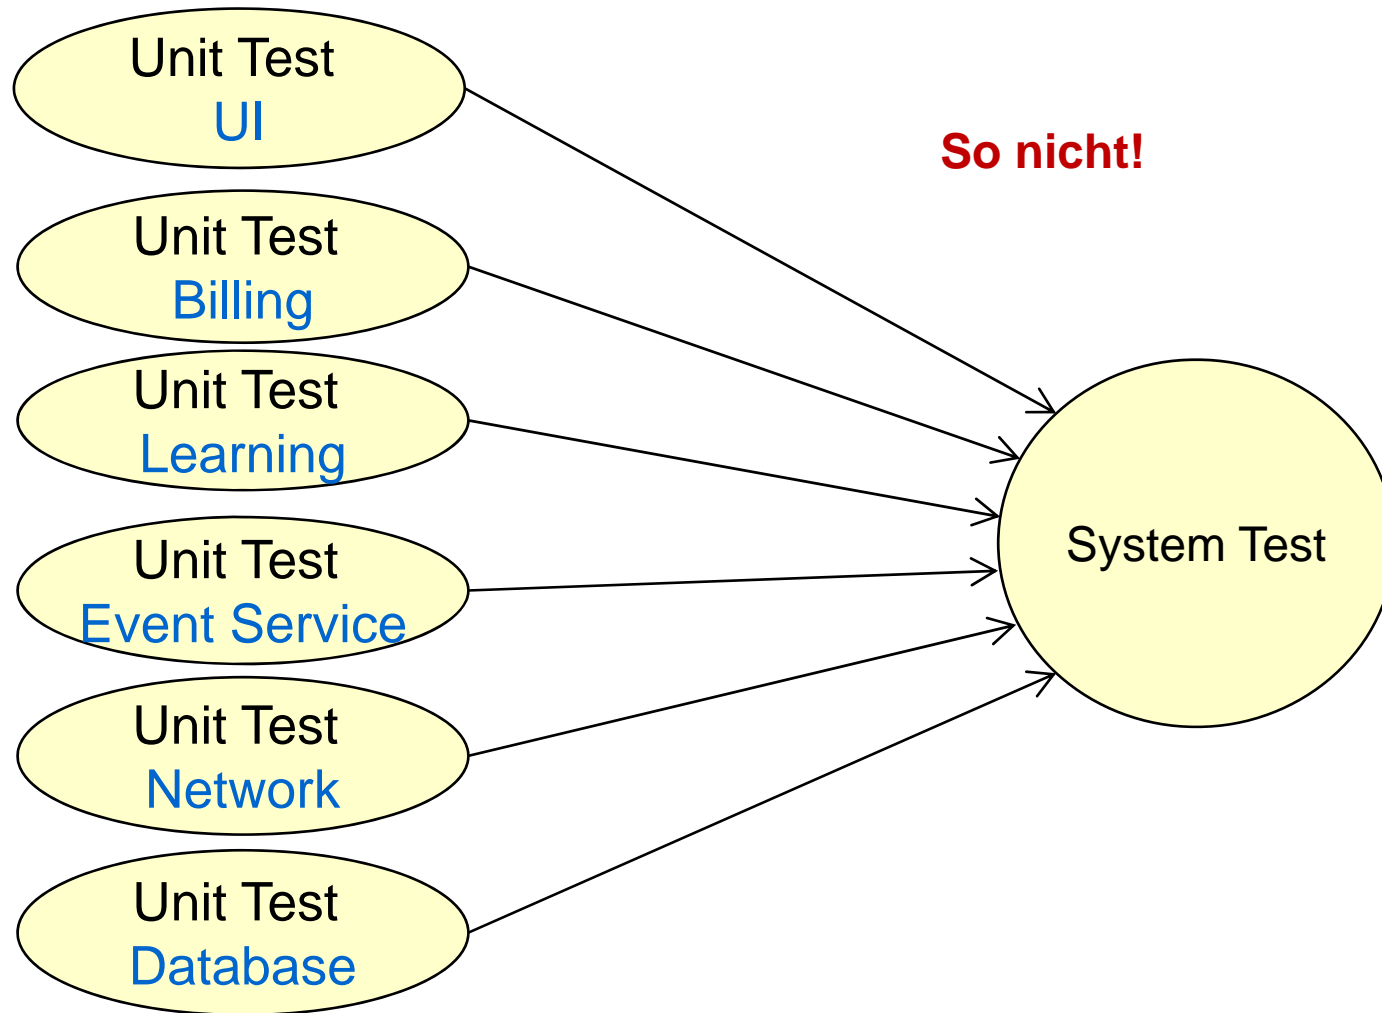 Unit Test
UI
So nicht!
Unit Test
Billing
Unit Test
Learning
Unit Test
Event Service
System Test
Unit Test
Network
Unit Test
Database